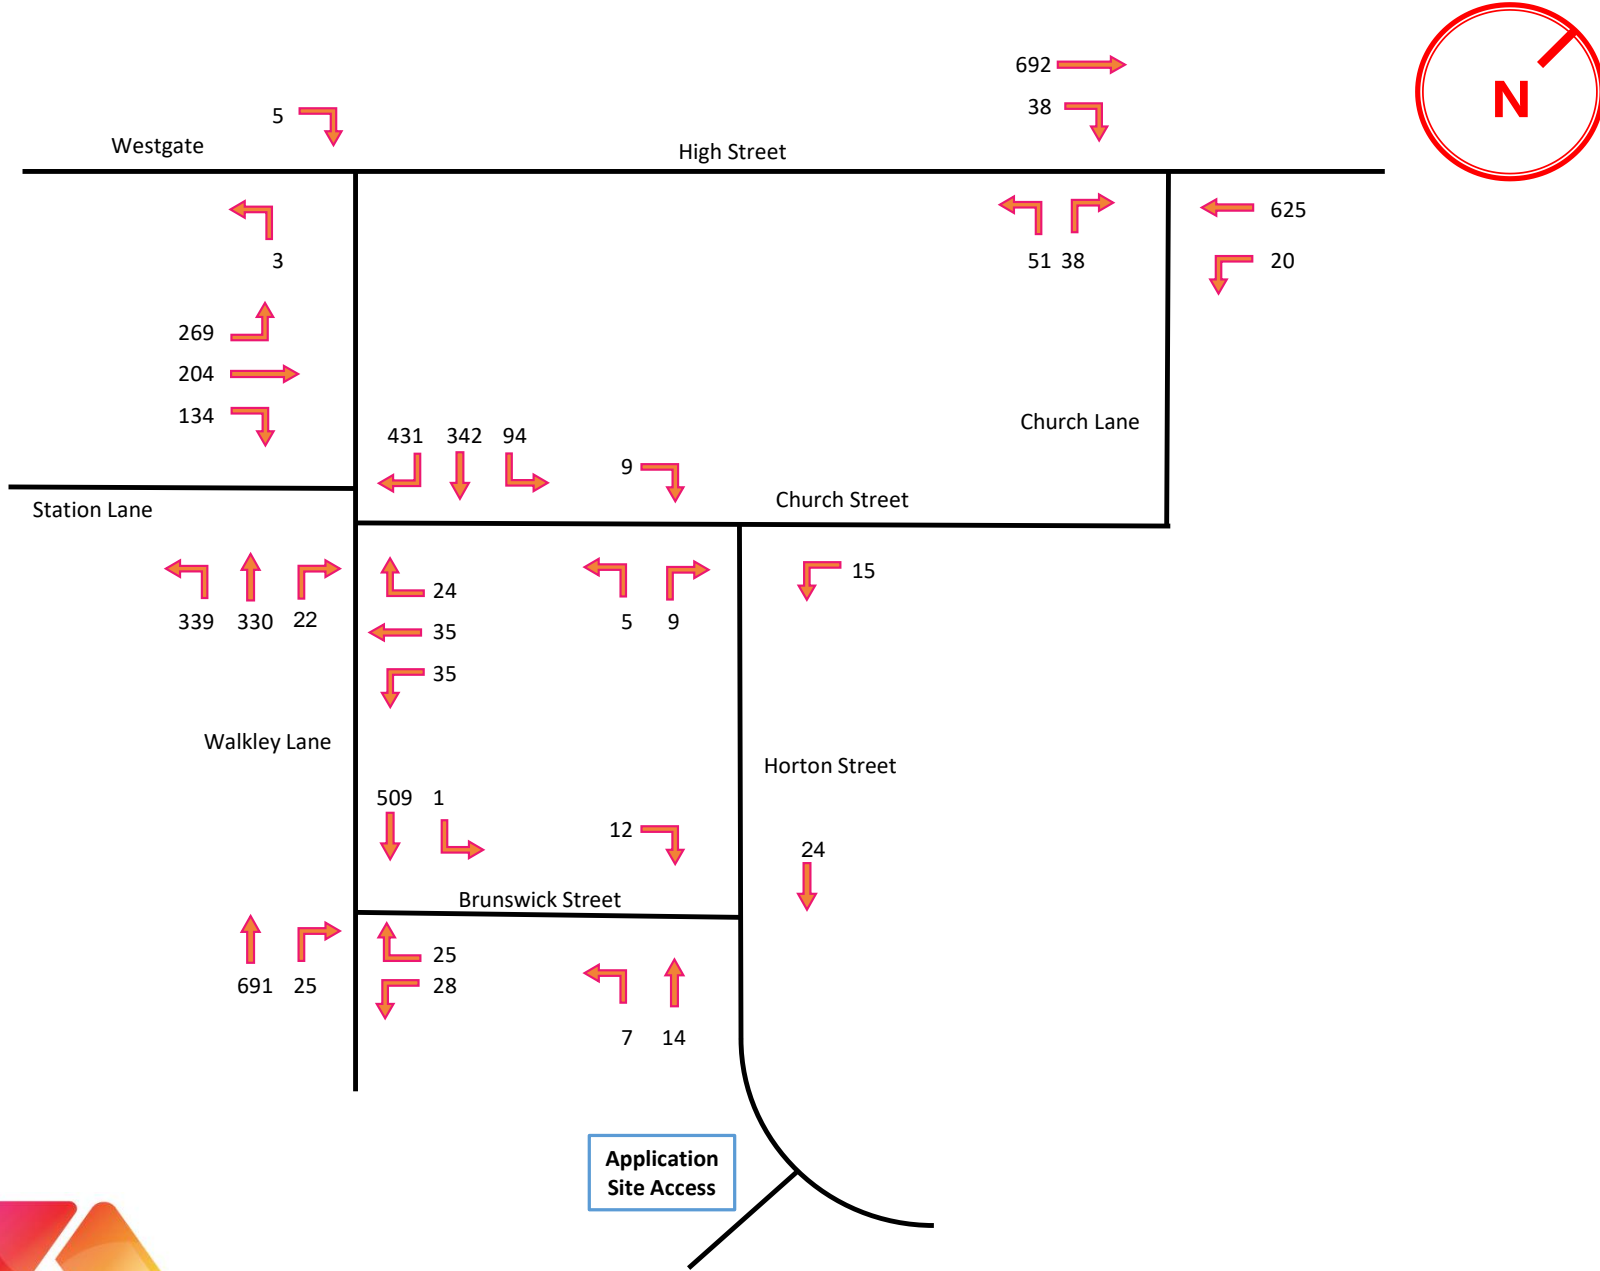 692
N
38
5
Westgate
High Street
625
3
51 38
20
269
204
134
Church Lane
431 342 94
9
Church Street
Station Lane
15
24
339 330 22
5 9
35
35
Walkley Lane
Horton Street
509 1
12
24
Brunswick Street
25
691 25
28
7 14
Application
Site Access